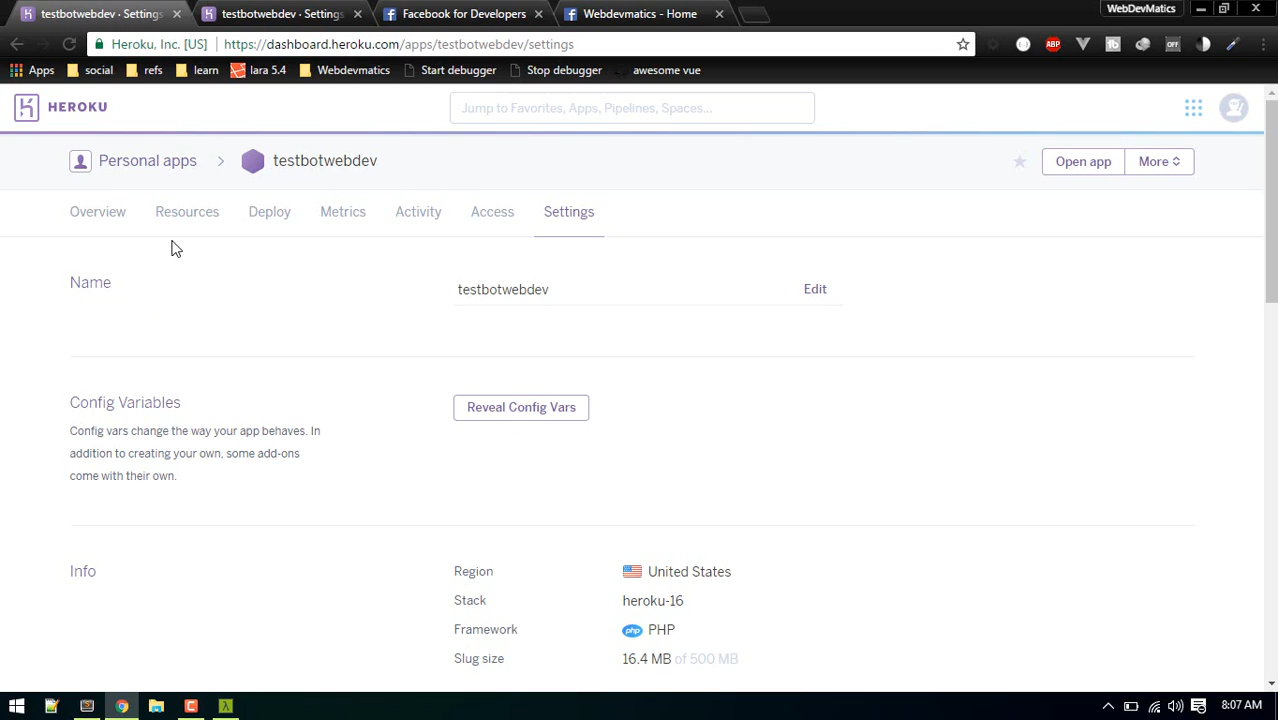 testbotwebdev · Settings
testbotwebdev · Settings
Facebook for Developers
Webdevmatics - Home
WebDevMatics
Heroku, Inc. [US]
https://dashboard.heroku.com/apps/testbotwebdev/settings
ABP
OFF
Apps
social
refs
learn
lara 5.4
Webdevmatics
Start debugger
Stop debugger
awesome vue
HEROKU
Jump to Favorites, Apps, Pipelines, Spaces...
Personal apps
testbotwebdev
Open app
More
Overview
Resources
Deploy
Metrics
Activity
Access
Settings
Name
testbotwebdev
Edit
Config Variables
Reveal Config Vars
Config vars change the way your app behaves. In
addition to creating your own, some add-ons
come with their own.
Info
Region
United States
Stack
heroku-16
Framework
php PHP
Slug size
16.4 MB of 500 MB
8:07 AM